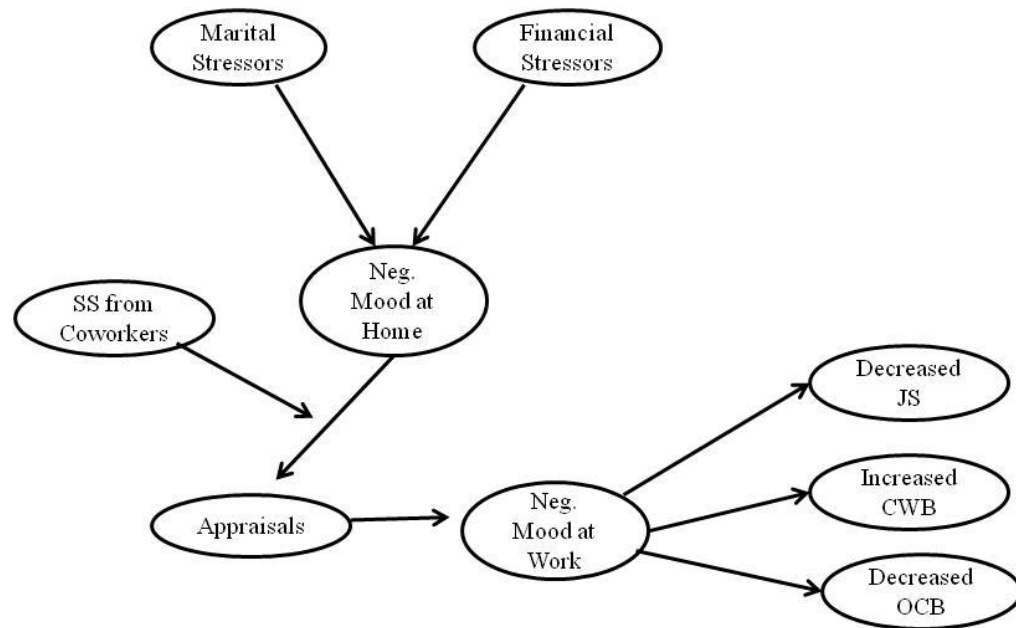 Marital
Stressors
Financial
Stressors
Neg.
Mood at
Home
SS from
Coworkers
Appraisals
Neg.
Mood at
Work
Decreased
JS
Increased
CWB
Decreased
OCB